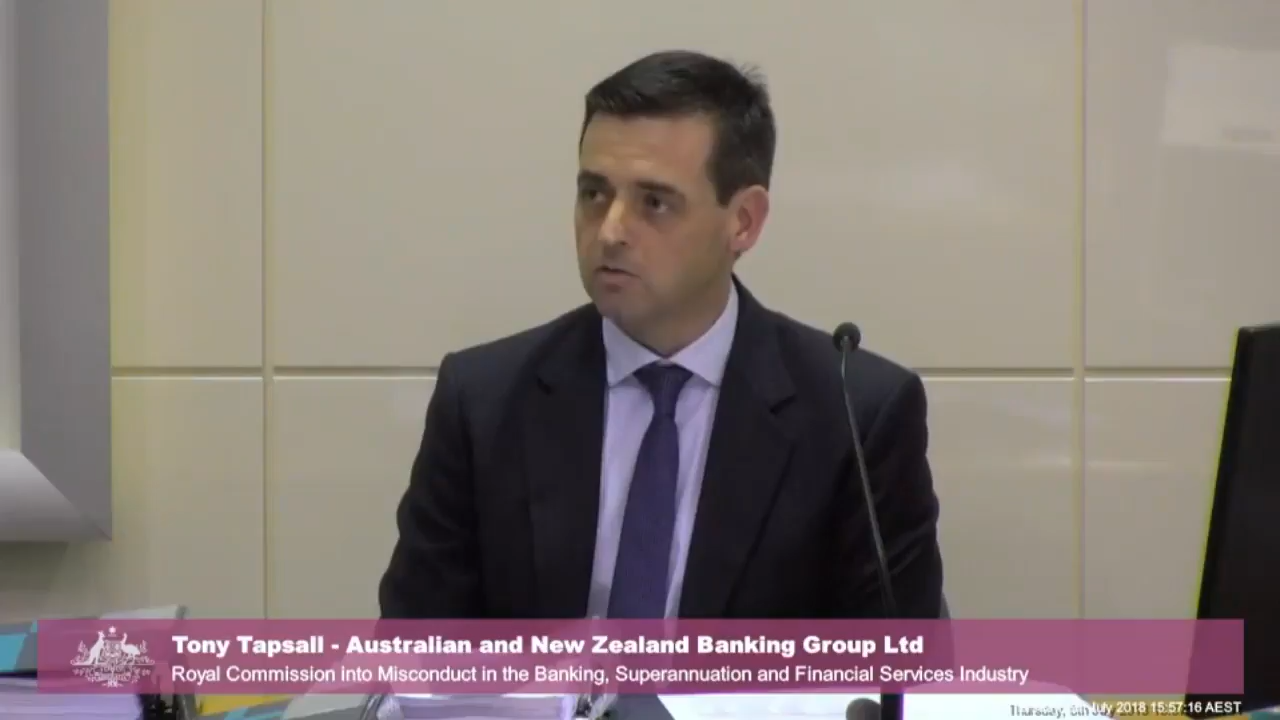 Tony Tapsall - Australian and New Zealand Banking Group Ltd
Royal Commission into Misconduct in the Banking, Superannuation and Financial Services Industry
Thursday, July 2018 15:57:16 AEST